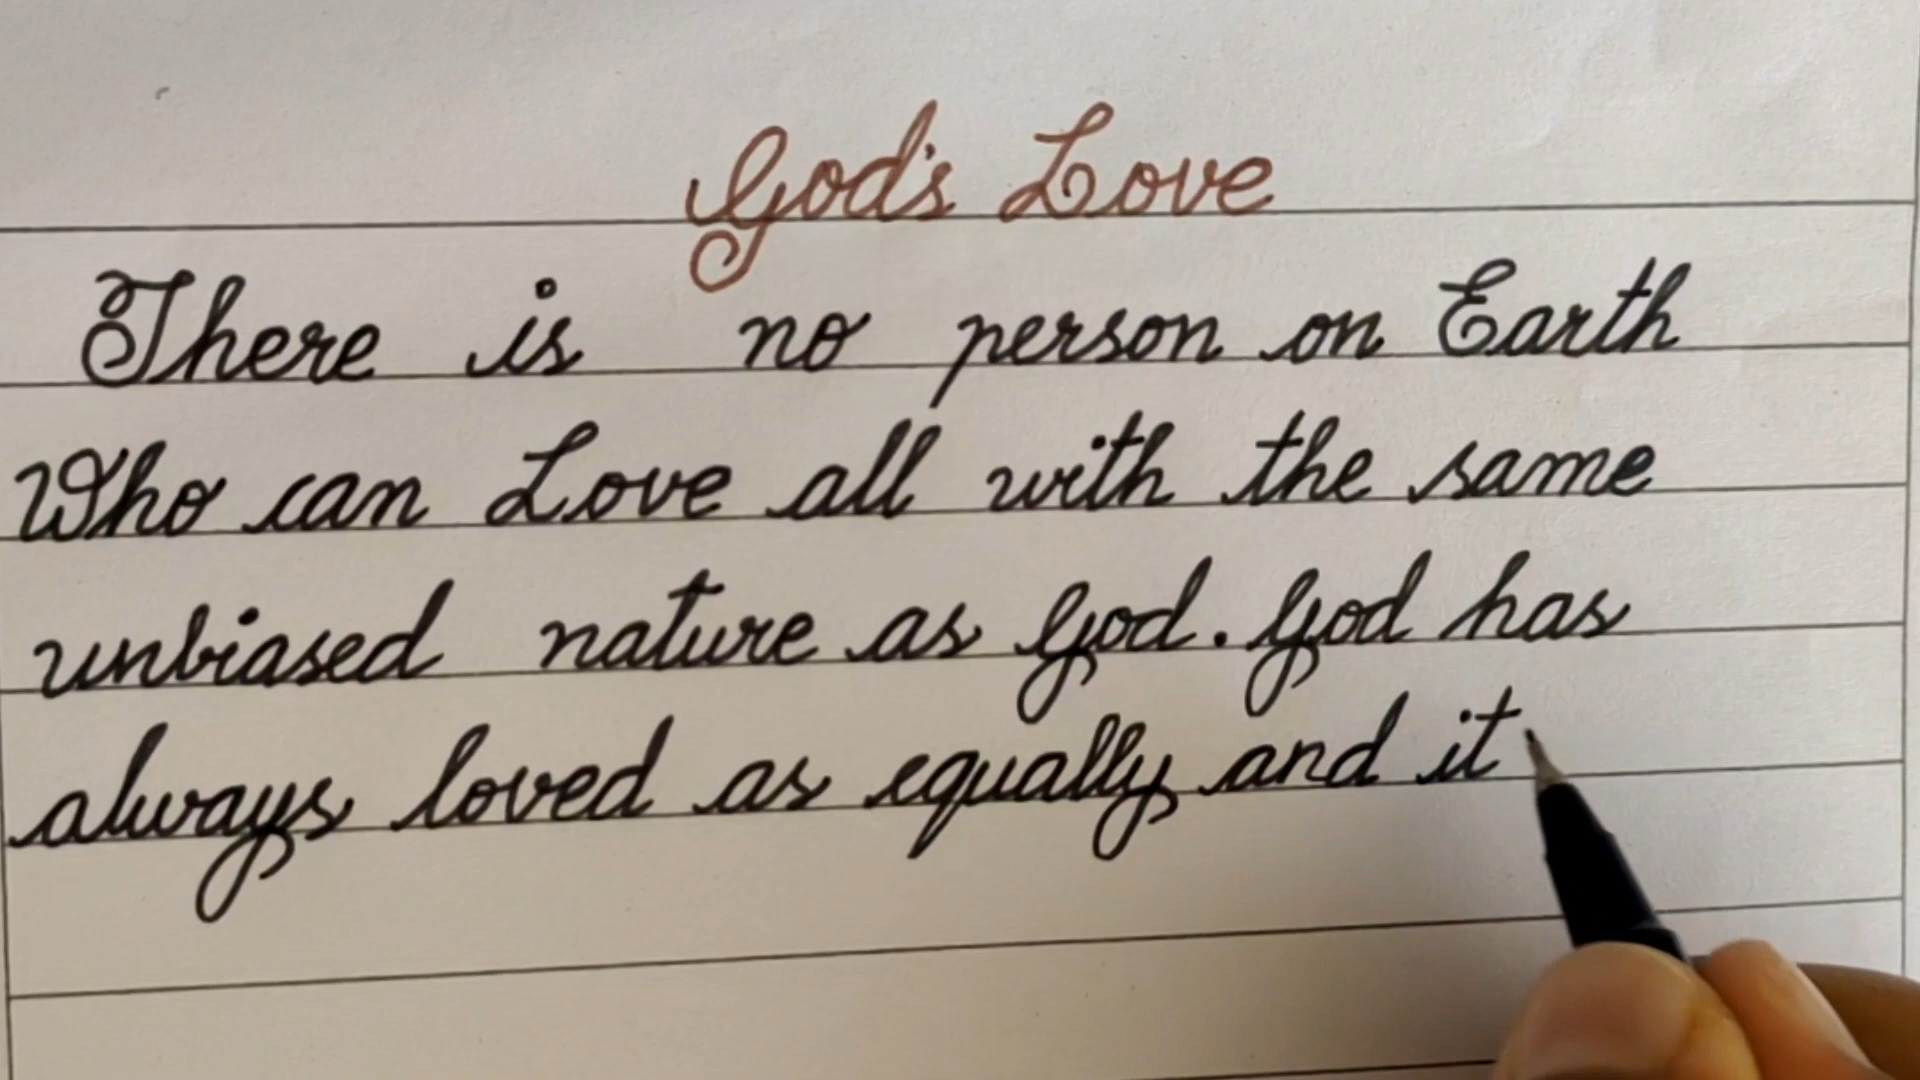 God's Love
There is no person on Earth
Who can Love all with the same
unbiased nature as God. God has
always loved as equally and it